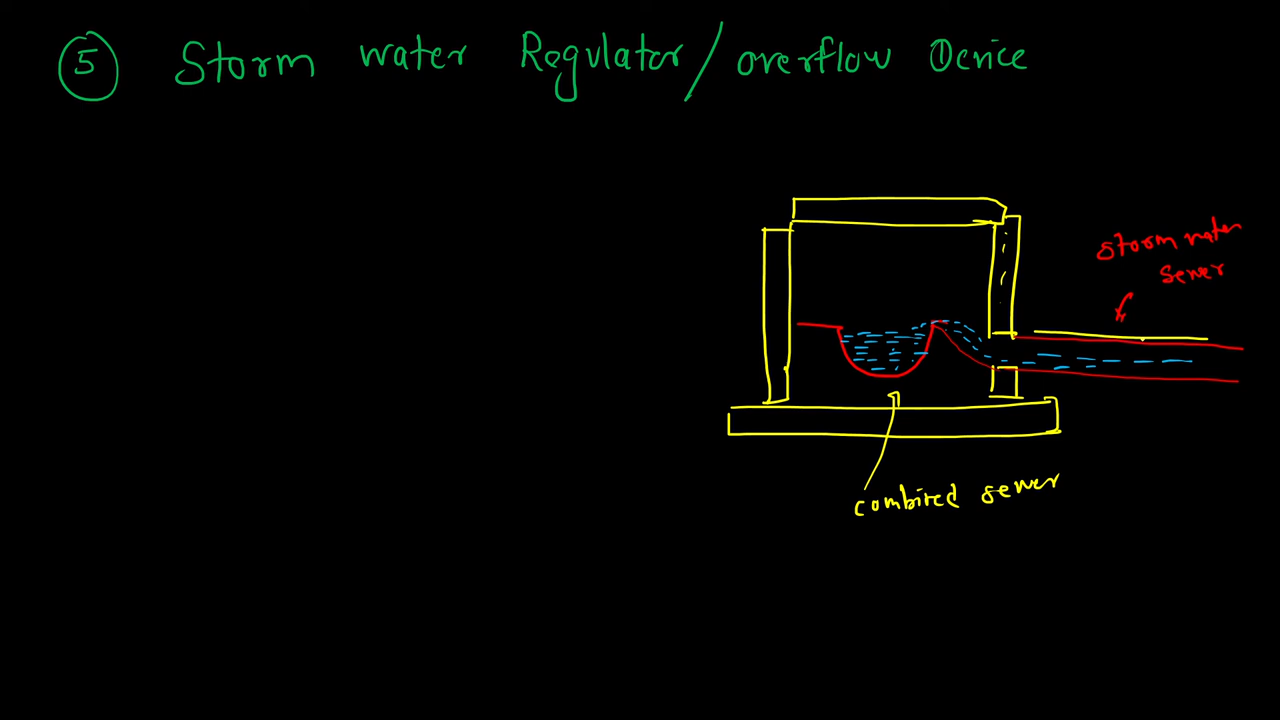 5 Storm water Regulator/overflow Device
Storm water
Sewer
combined sewer